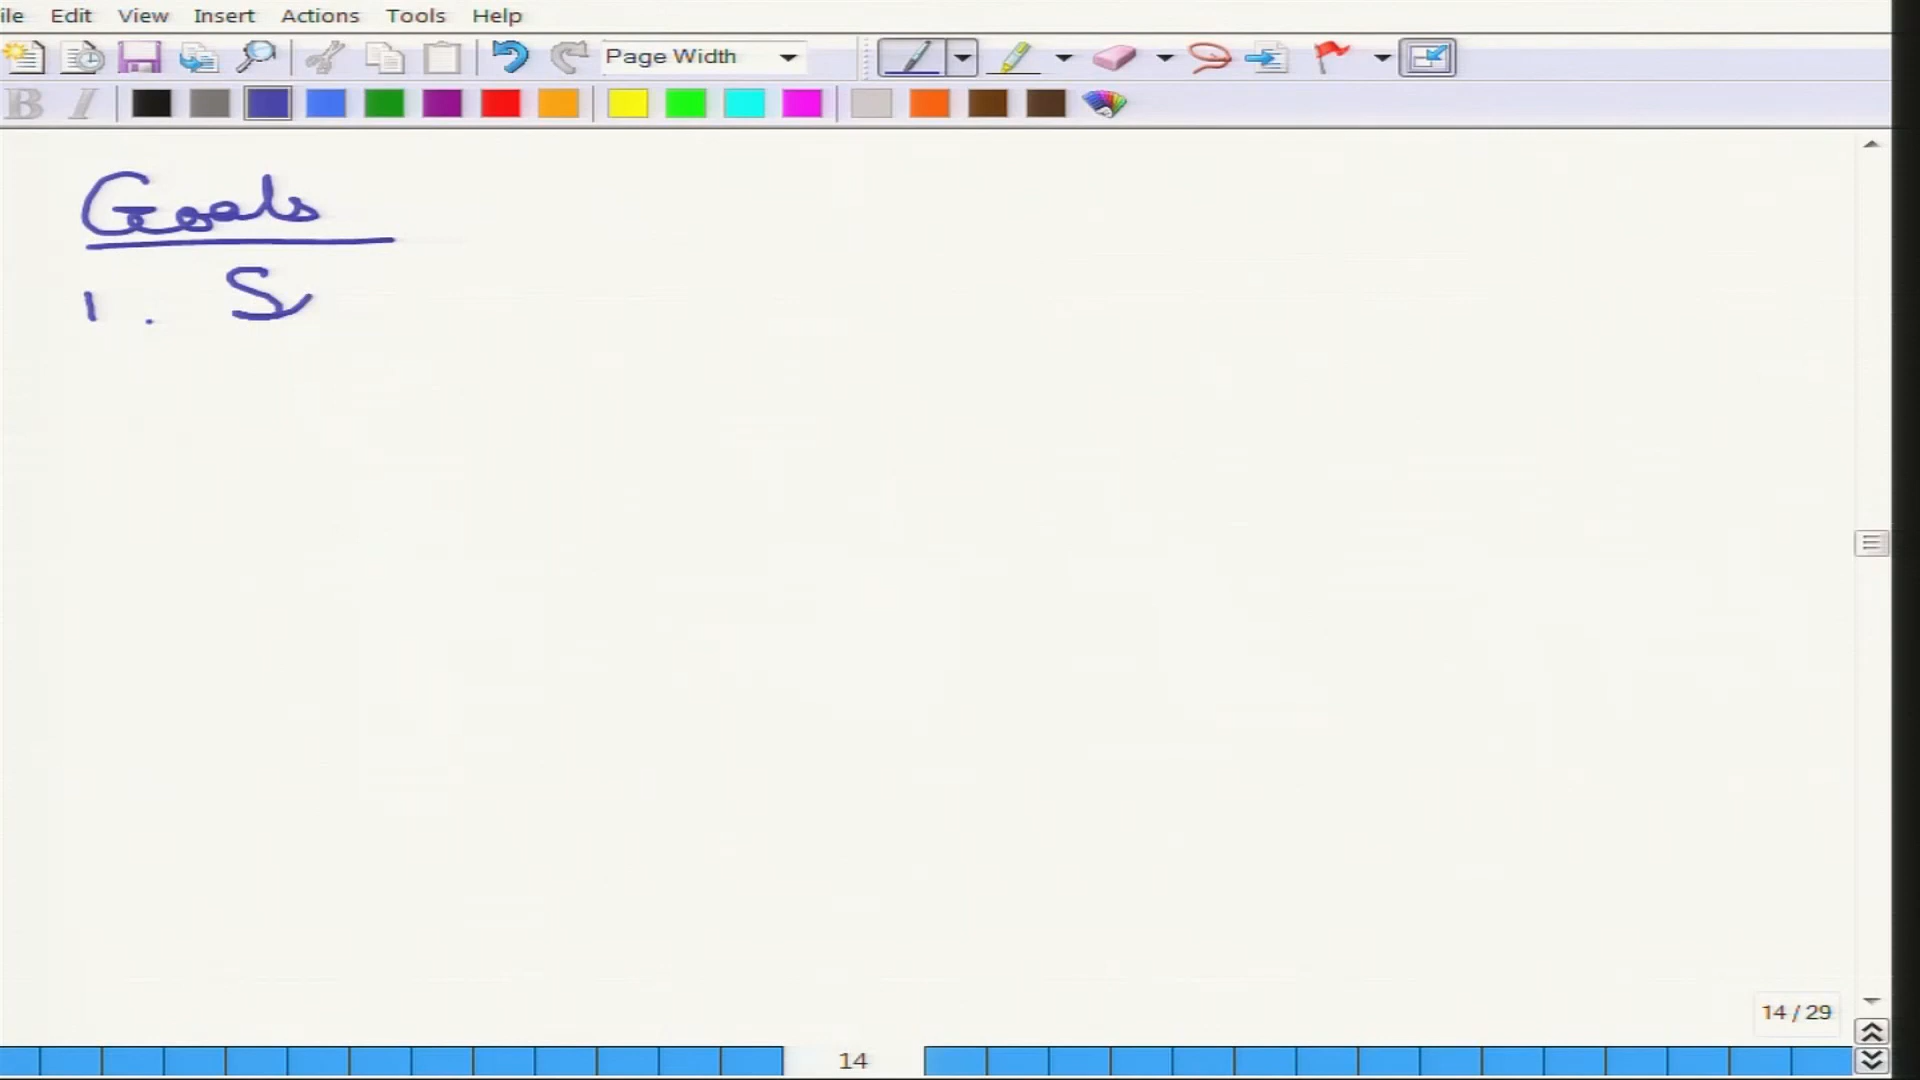 ile Edit View Insert Actions Tools Help
Page Width
B I
Goals
1. S
14 / 29
14